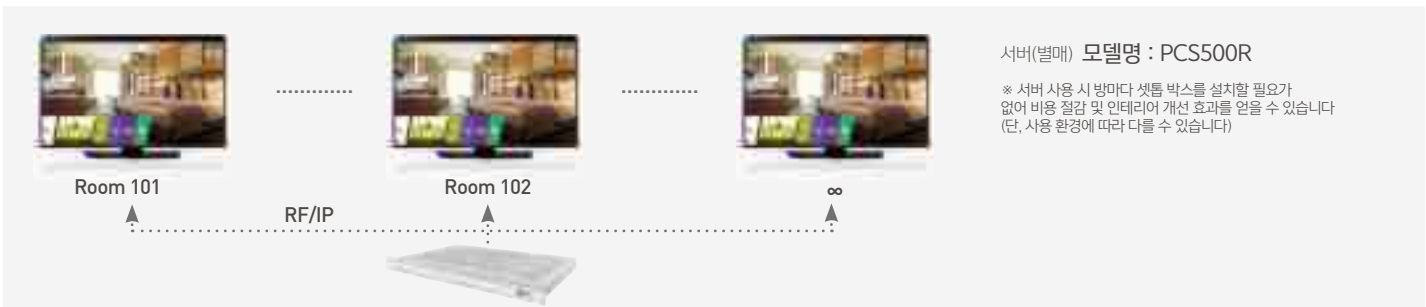 서버(별매) 모델명 : PCS500R
※ 서버 사용 시 방마다 셋톱 박스를 설치할 필요가
없어 비용 절감 및 인테리어 개선 효과를 얻을 수 있습니다
(단, 사용 환경에 따라 다를 수 있습니다)
Room 101
Room 102
∞
RF/IP